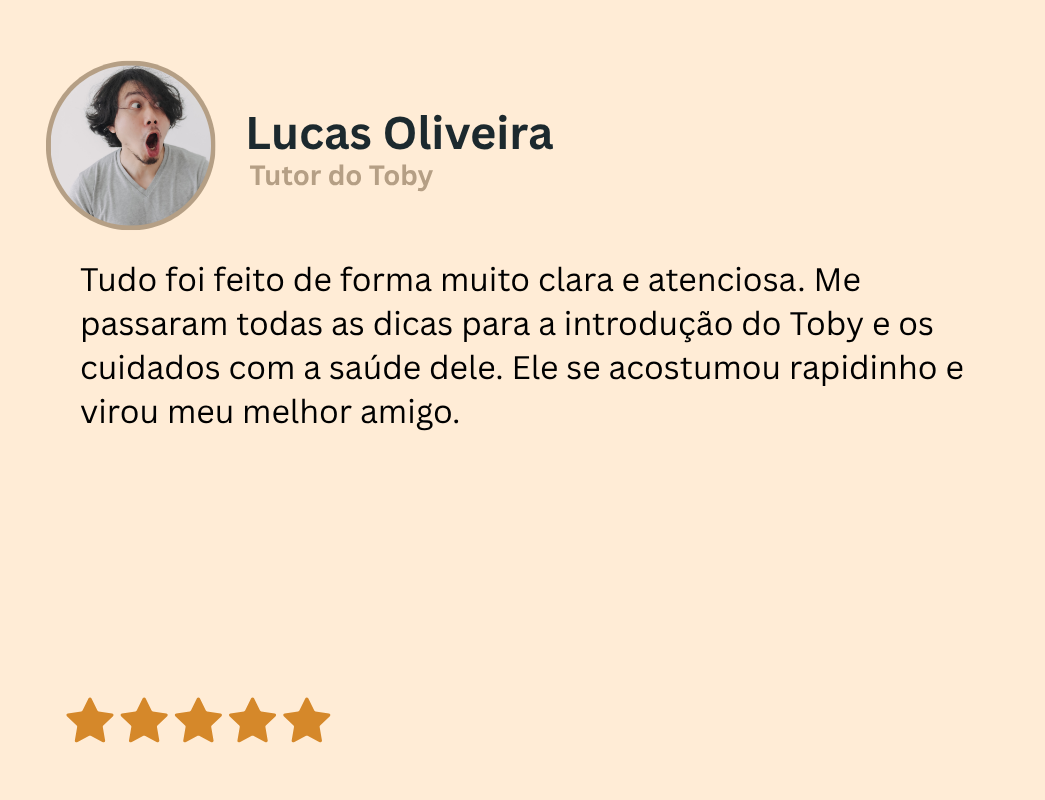 Lucas Oliveira
Tutor do Toby
Tudo foi feito de forma muito clara e atenciosa. Me
passaram todas as dicas para a introdução do Toby e os
cuidados com a saúde dele. Ele se acostumou rapidinho e
virou meu melhor amigo.